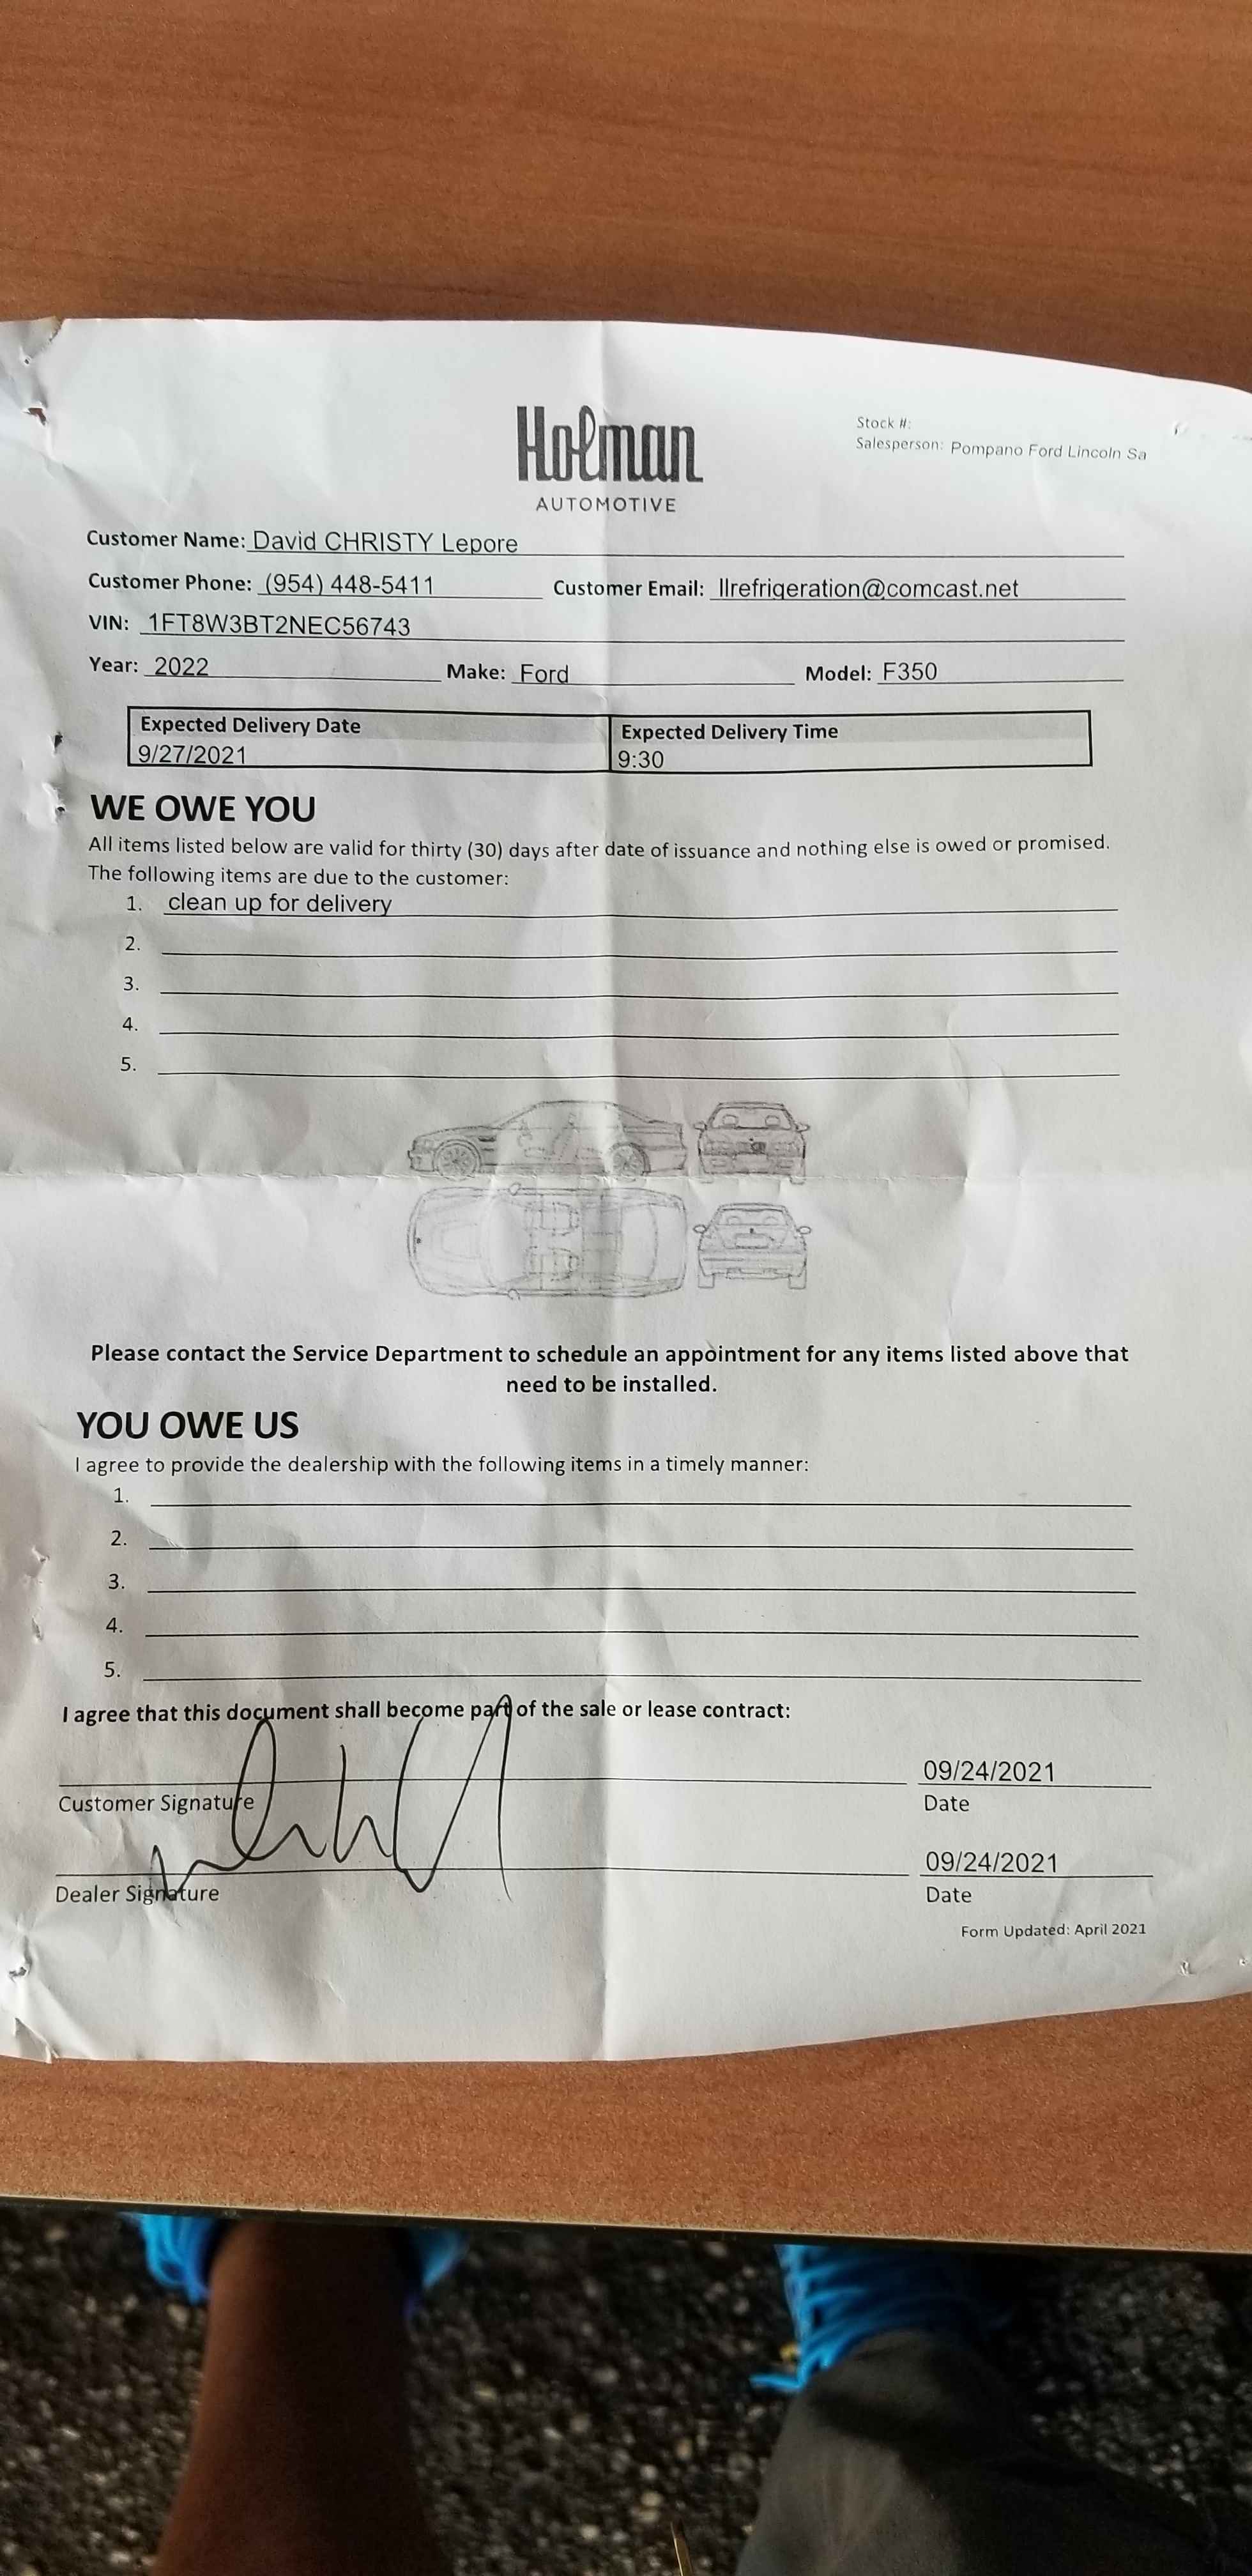 Holman
AUTOMOTIVE
Stock #:
Salesperson: Pompano Ford Lincoln Sa
Customer Name: David CHRISTY Lepore
Customer Phone: (954) 448-5411 Customer Email: llrefrigeration@comcast.net
VIN: 1FT8W3BT2NEC56743
Year: 2022 Make: Ford Model: F350
Expected Delivery Date Expected Delivery Time
9/27/2021 9:30
WE OWE YOU
All items listed below are valid for thirty (30) days after date of issuance and nothing else is owed or promised.
The following items are due to the customer:
1. clean up for delivery
2.
3.
4.
5.
Please contact the Service Department to schedule an appointment for any items listed above that
need to be installed.
YOU OWE US
I agree to provide the dealership with the following items in a timely manner:
1.
2.
3.
4.
5.
I agree that this document shall become part of the sale or lease contract:
09/24/2021
Customer Signature Date
09/24/2021
Dealer Signature Date
Form Updated: April 2021